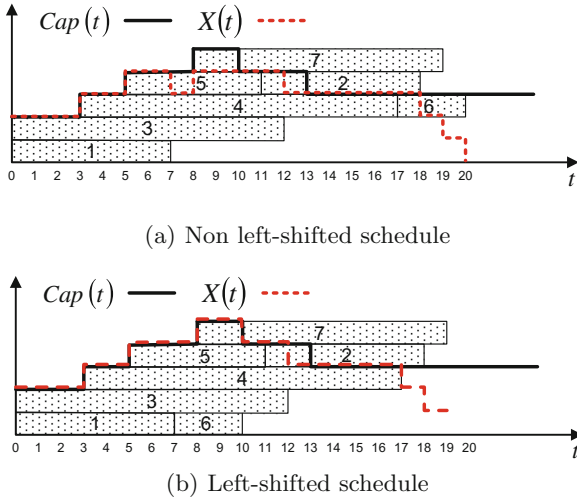 Cap(t) X(t)
7
5 2
4 6
3
1
0 1 2 3 4 5 6 7 8 9 10 11 12 13 14 15 16 17 18 19 20
t
(a) Non left-shifted schedule
Cap(t) X(t)
7
5 2
4
3
1 6
0 1 2 3 4 5 6 7 8 9 10 11 12 13 14 15 16 17 18 19 20
t
(b) Left-shifted schedule